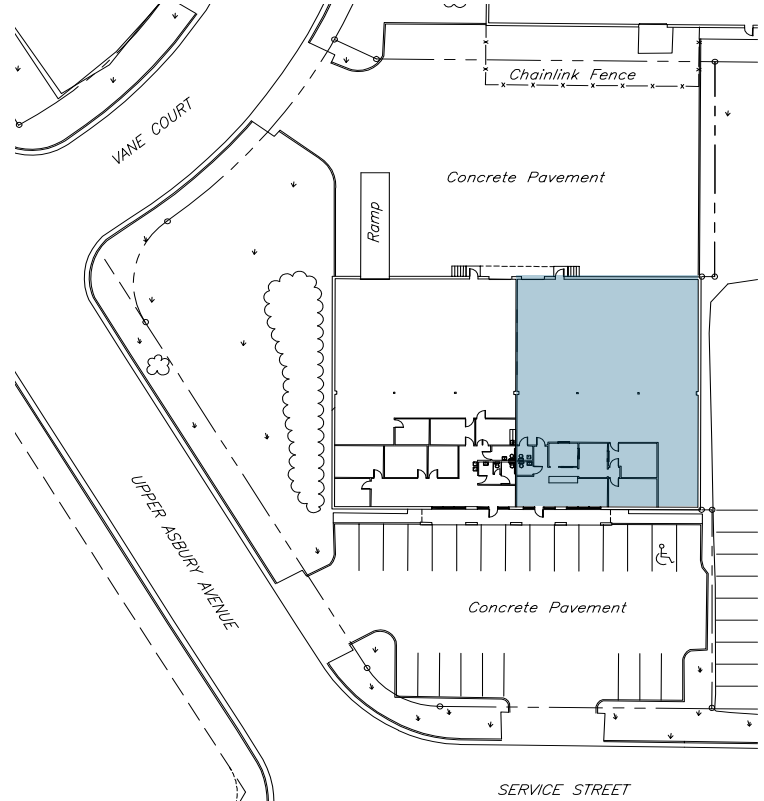 Chainlink Fence
VANE COURT
Concrete Pavement
Ramp
UPPER ASBURY AVENUE
Concrete Pavement
SERVICE STREET